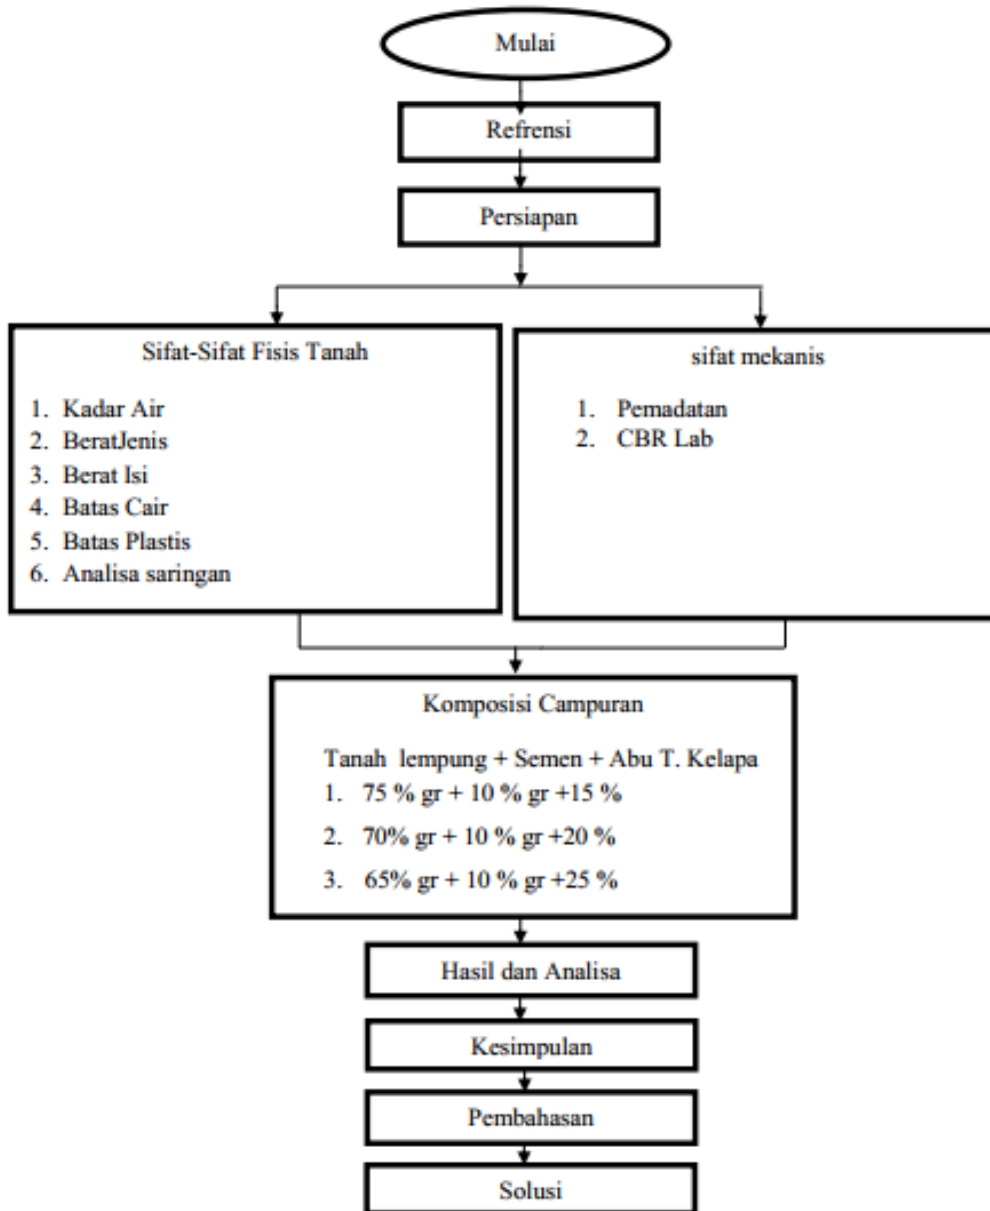 Mulai
Refrensi
Persiapan
Sifat-Sifat Fisis Tanah
1. Kadar Air
2. BeratJenis
3. Berat Isi
4. Batas Cair
5. Batas Plastis
6. Analisa saringan
sifat mekanis
1. Pemadatan
2. CBR Lab
Komposisi Campuran
Tanah lempung + Semen + Abu T. Kelapa
1. 75 % gr + 10 % gr +15 %
2. 70% gr + 10 % gr +20 %
3. 65% gr + 10 % gr +25 %
Hasil dan Analisa
Kesimpulan
Pembahasan
Solusi